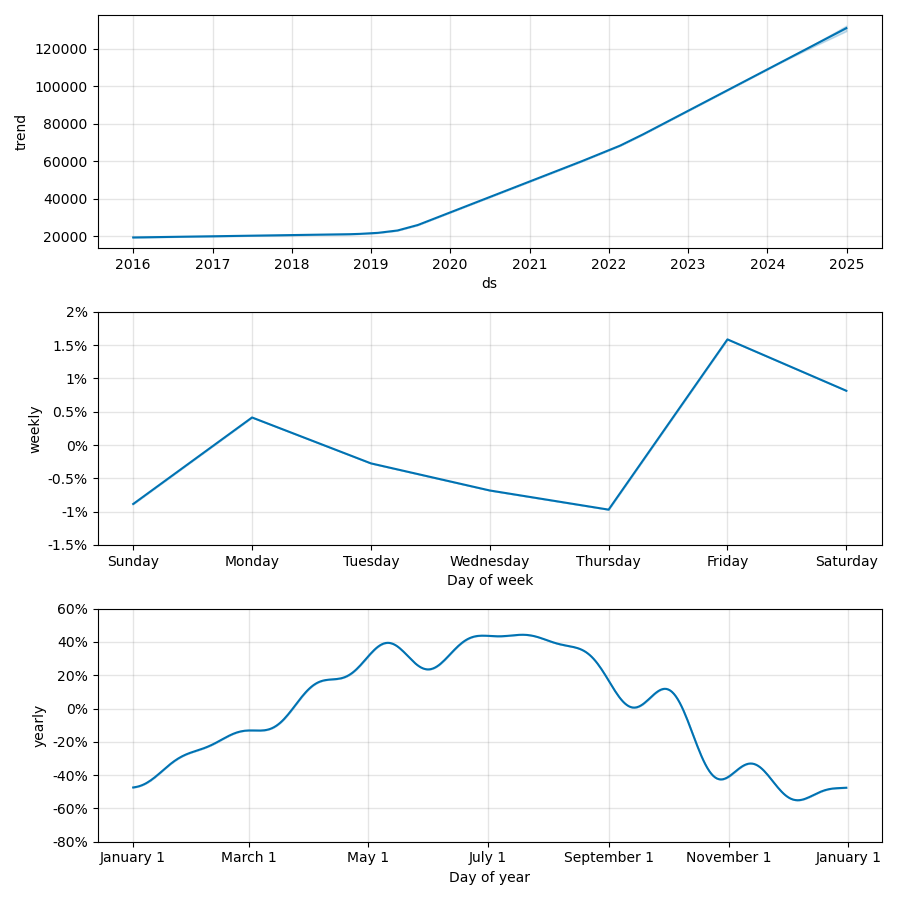 120000
100000
80000
60000
40000
20000
trend
2016 2017 2018 2019 2020 2021 2022 2023 2024 2025
ds
2%
1.5%
1%
0.5%
0%
-0.5%
-1%
-1.5%
weekly
Sunday Monday Tuesday Wednesday Thursday Friday Saturday
Day of week
60%
40%
20%
0%
-20%
-40%
-60%
-80%
yearly
January 1 March 1 May 1 July 1 September 1 November 1 January 1
Day of year